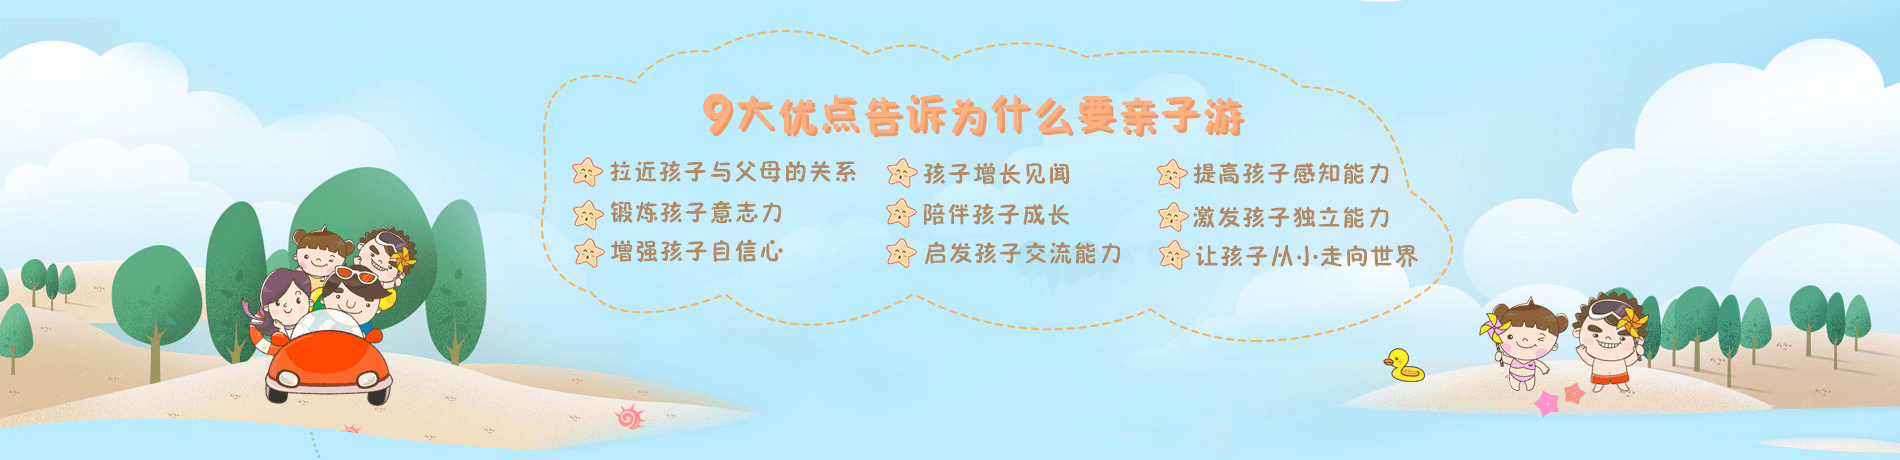 9大优点告诉为什么要亲子游
拉近孩子与父母的关系
孩子增长见闻
提高孩子感知能力
锻炼孩子意志力
陪伴孩子成长
激发孩子独立能力
增强孩子自信心
启发孩子交流能力
让孩子从小走向世界